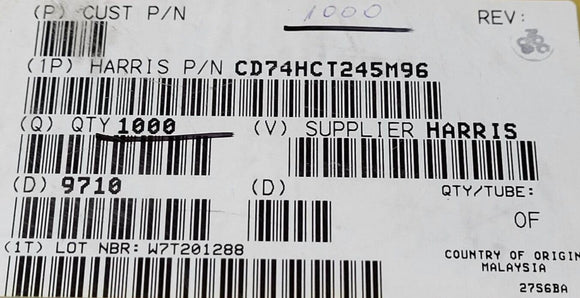 (P) CUST P/N 1000 REV:
(1P) HARRIS P/N CD74HCT245M96
(Q) QTY 1000 (V) SUPPLIER HARRIS
(D) 9710 (D) QTY/TUBE:
OF
(1T) LOT NBR: W7T201288
COUNTRY OF ORIGIN
MALAYSIA
27S6BA